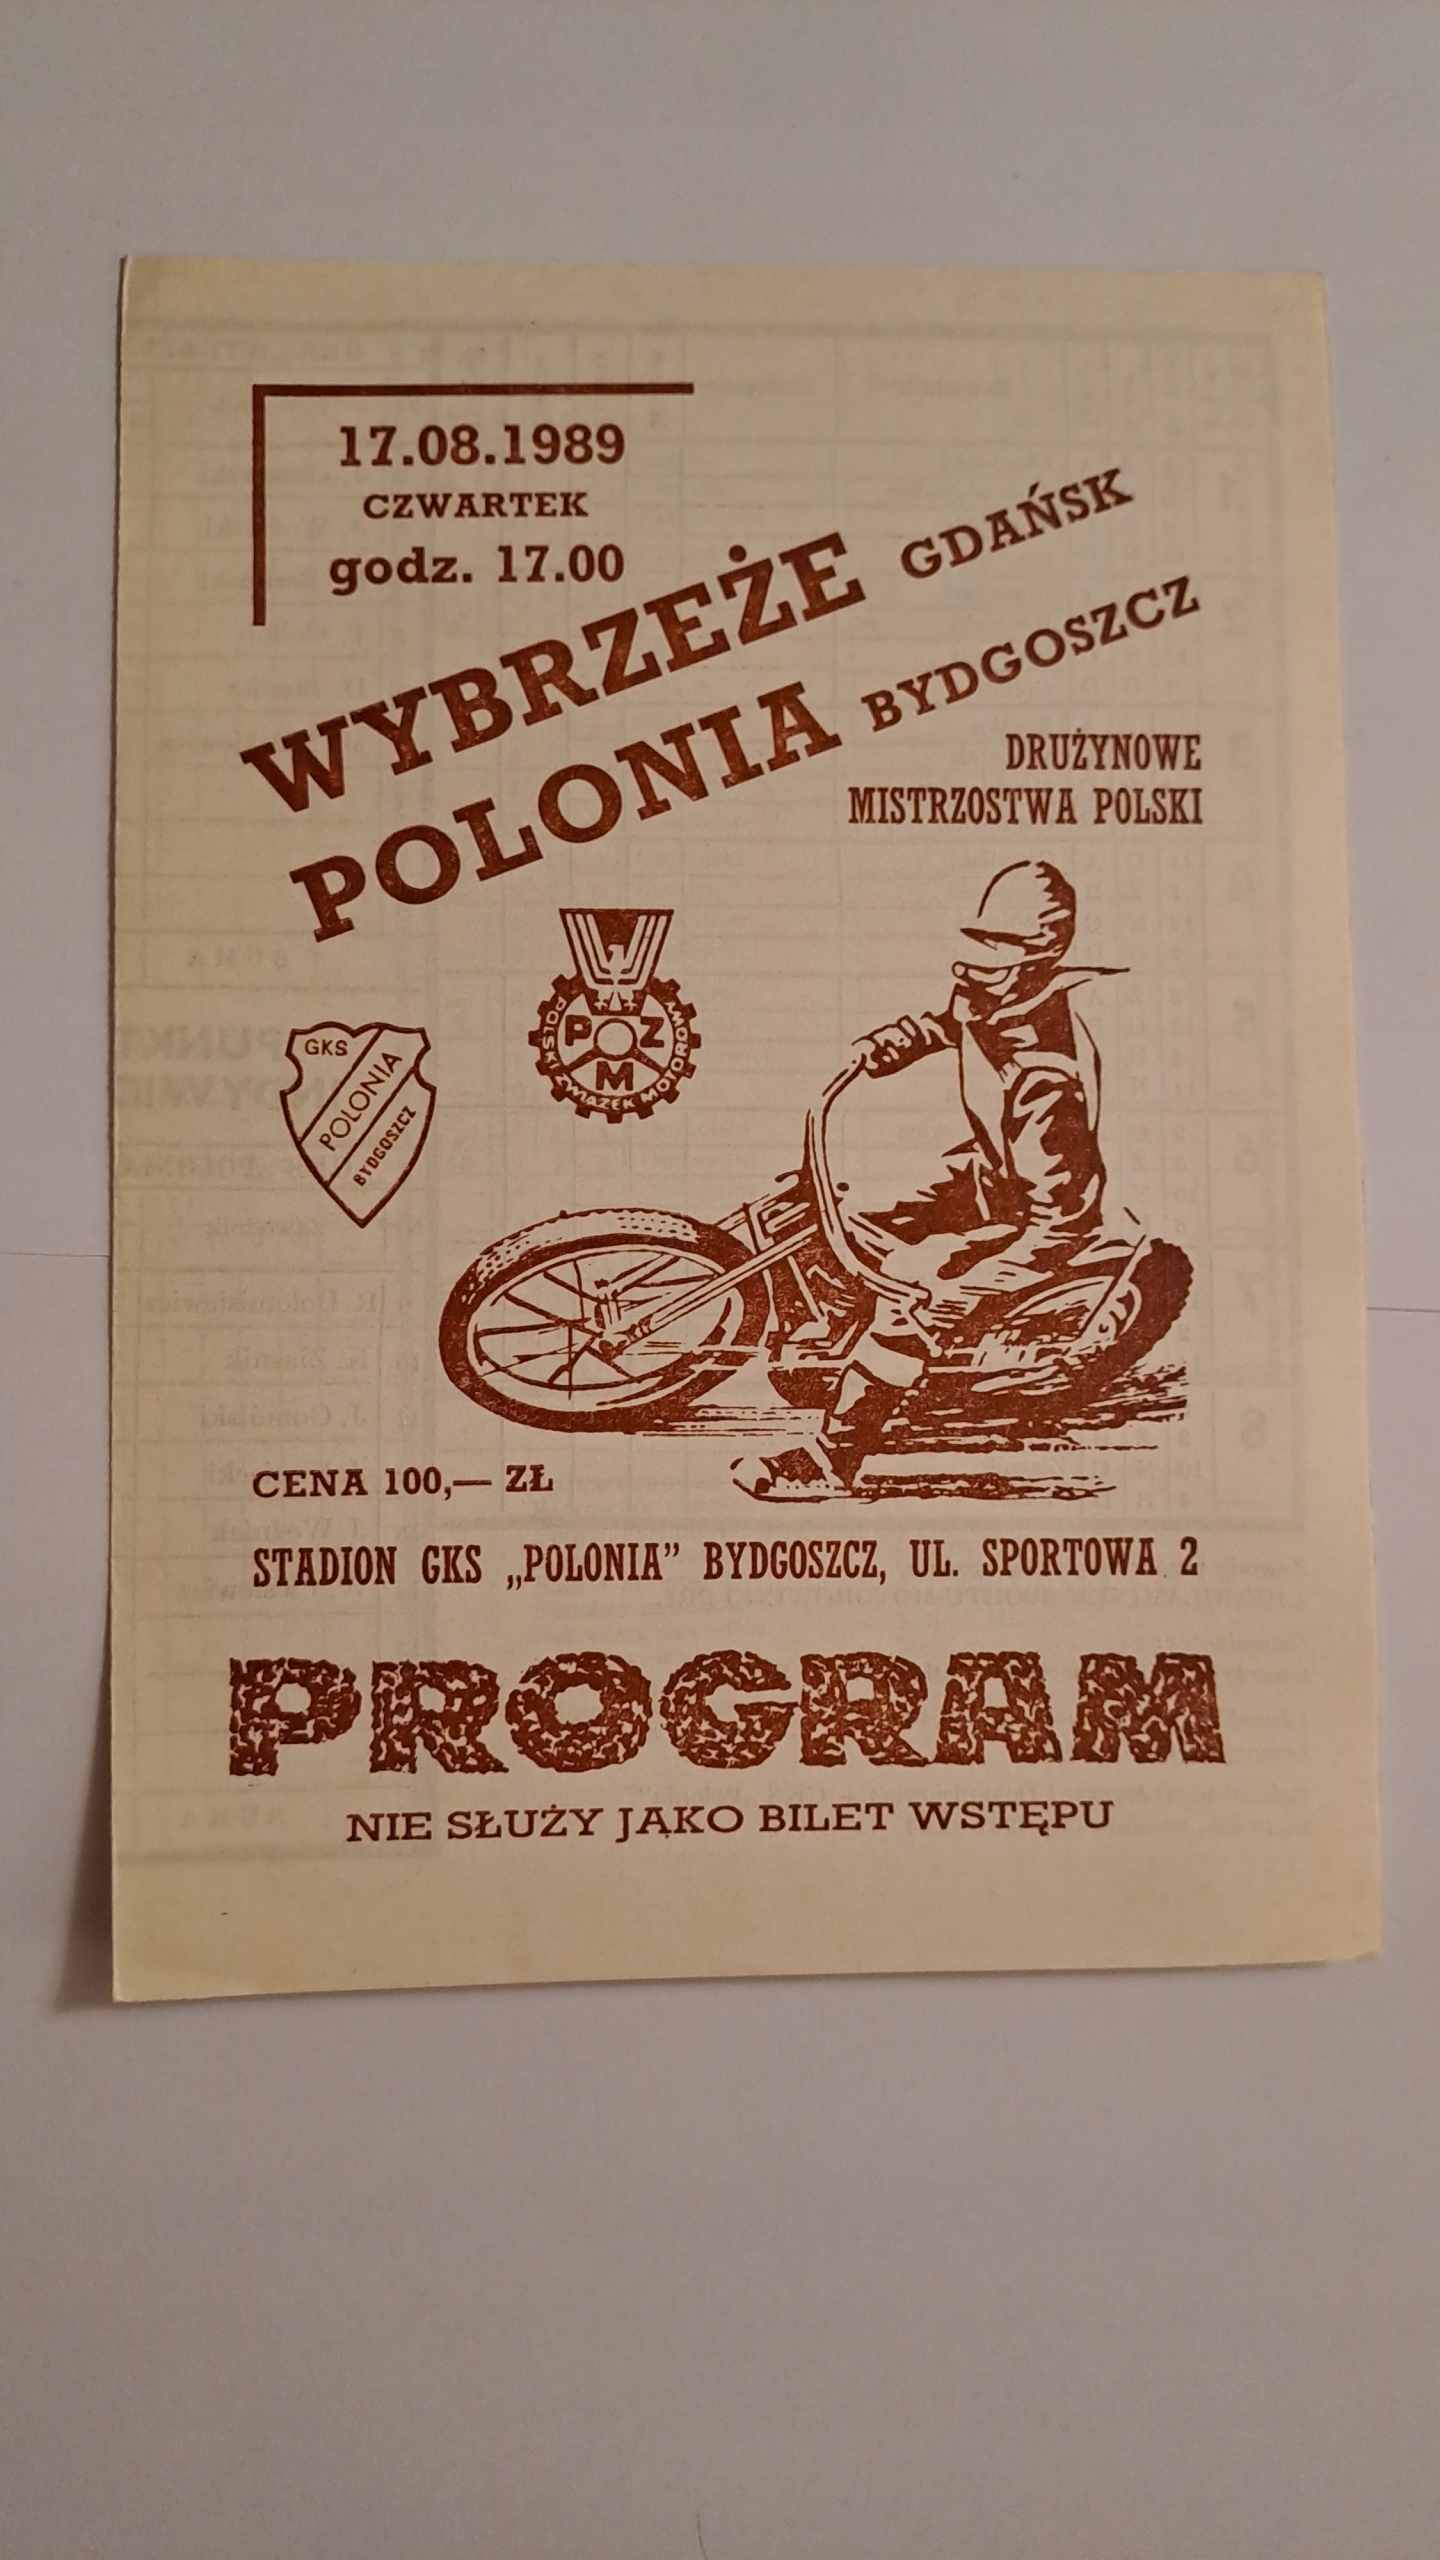 17.08.1989
CZWARTEK
godz. 17.00
WYBRZEŻE GDAŃSK
POLONIA BYDGOSZCZ
DRUŻYNOWE
MISTRZOSTWA POLSKI
GKS
POLONIA
BYDGOSZCZ
P Z
M
POLSKI ZWIĄZEK MOTOROWY
CENA 100,— ZŁ
STADION GKS „POLONIA” BYDGOSZCZ, UL. SPORTOWA 2
PROGRAM
NIE SŁUŻY JAKO BILET WSTĘPU